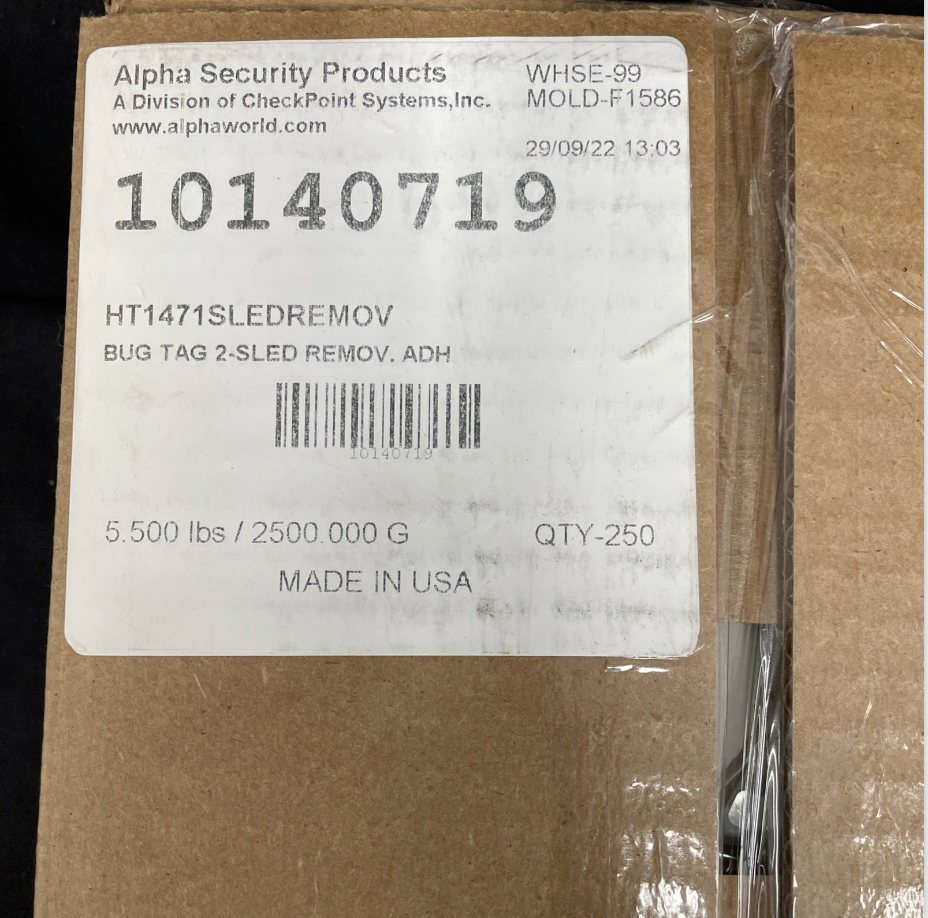 Alpha Security Products
A Division of CheckPoint Systems,Inc.
www.alphaworld.com
WHSE-99
MOLD-F1586
29/09/22 13:03
10140719
HT1471SLEDREMOV
BUG TAG 2-SLED REMOV. ADH
10140719
5.500 lbs / 2500.000 G
QTY-250
MADE IN USA